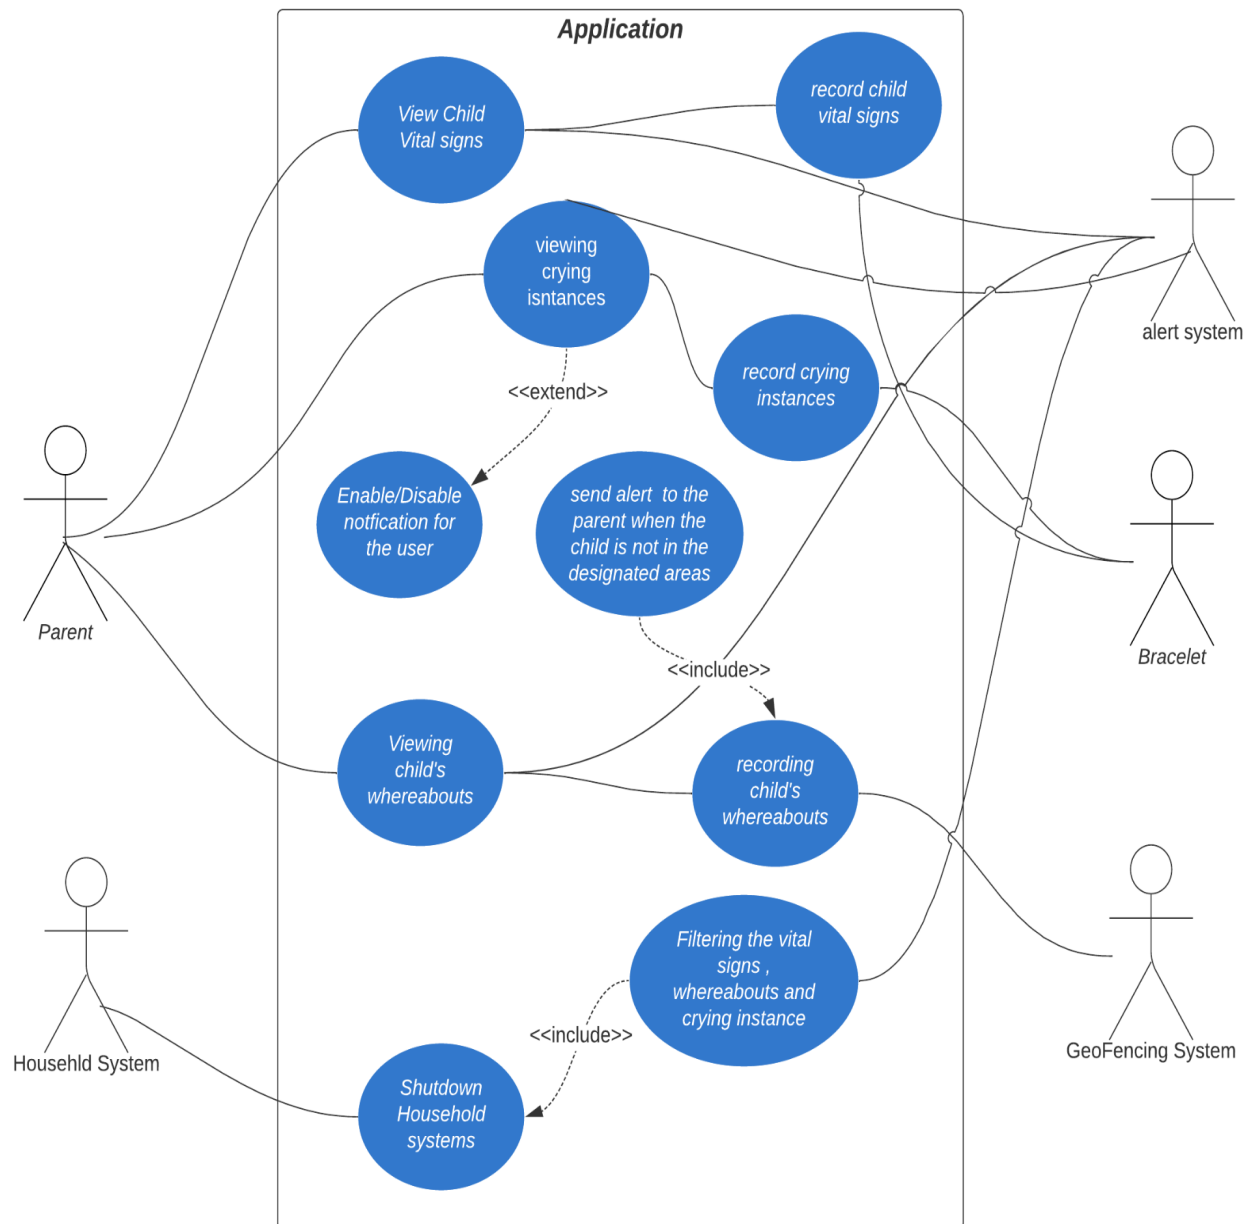 Application
View Child
Vital signs
record child
vital signs
viewing
crying
isntances
alert system
record crying
instances
<<extend>>
Enable/Disable
notfication for
the user
send alert  to the
parent when the
child is not in the
designated areas
Parent
Bracelet
<<include>>
Viewing
child's
whereabouts
recording
child's
whereabouts
Filtering the vital
signs ,
whereabouts and
crying instance
<<include>>
Househld System
GeoFencing System
Shutdown
Household
systems